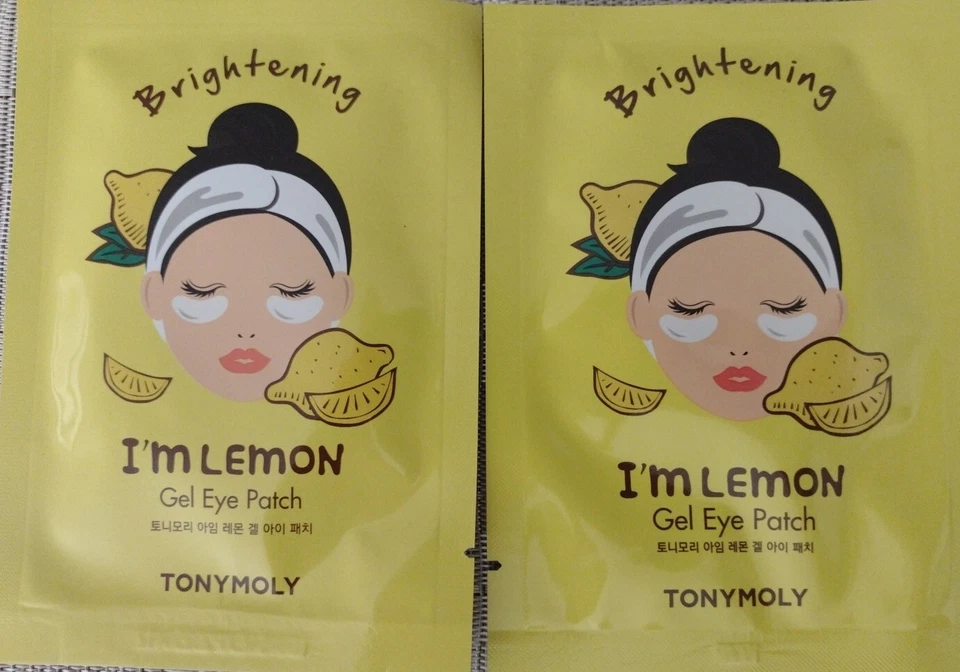 Brightening
I'm LEMON
Gel Eye Patch
토니모리 아임 레몬 겔 아이 패치
TONYMOLY
Brightening
I'm LEMON
Gel Eye Patch
토니모리 아임 레몬 겔 아이 패치
TONYMOLY